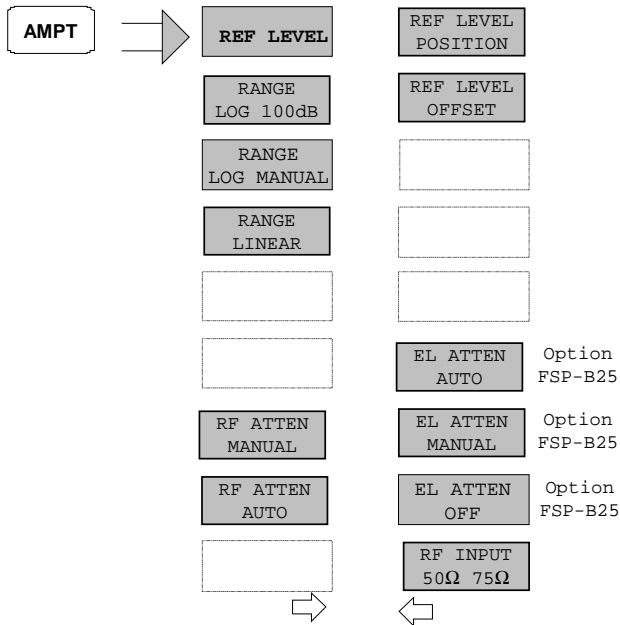 AMPT
REF LEVEL
RANGE
LOG 100dB
RANGE
LOG MANUAL
RANGE
LINEAR
RF ATTEN
MANUAL
RF ATTEN
AUTO
REF LEVEL
POSITION
REF LEVEL
OFFSET
EL ATTEN
AUTO
Option
FSP-B25
EL ATTEN
MANUAL
Option
FSP-B25
EL ATTEN
OFF
Option
FSP-B25
RF INPUT
50Ω 75Ω